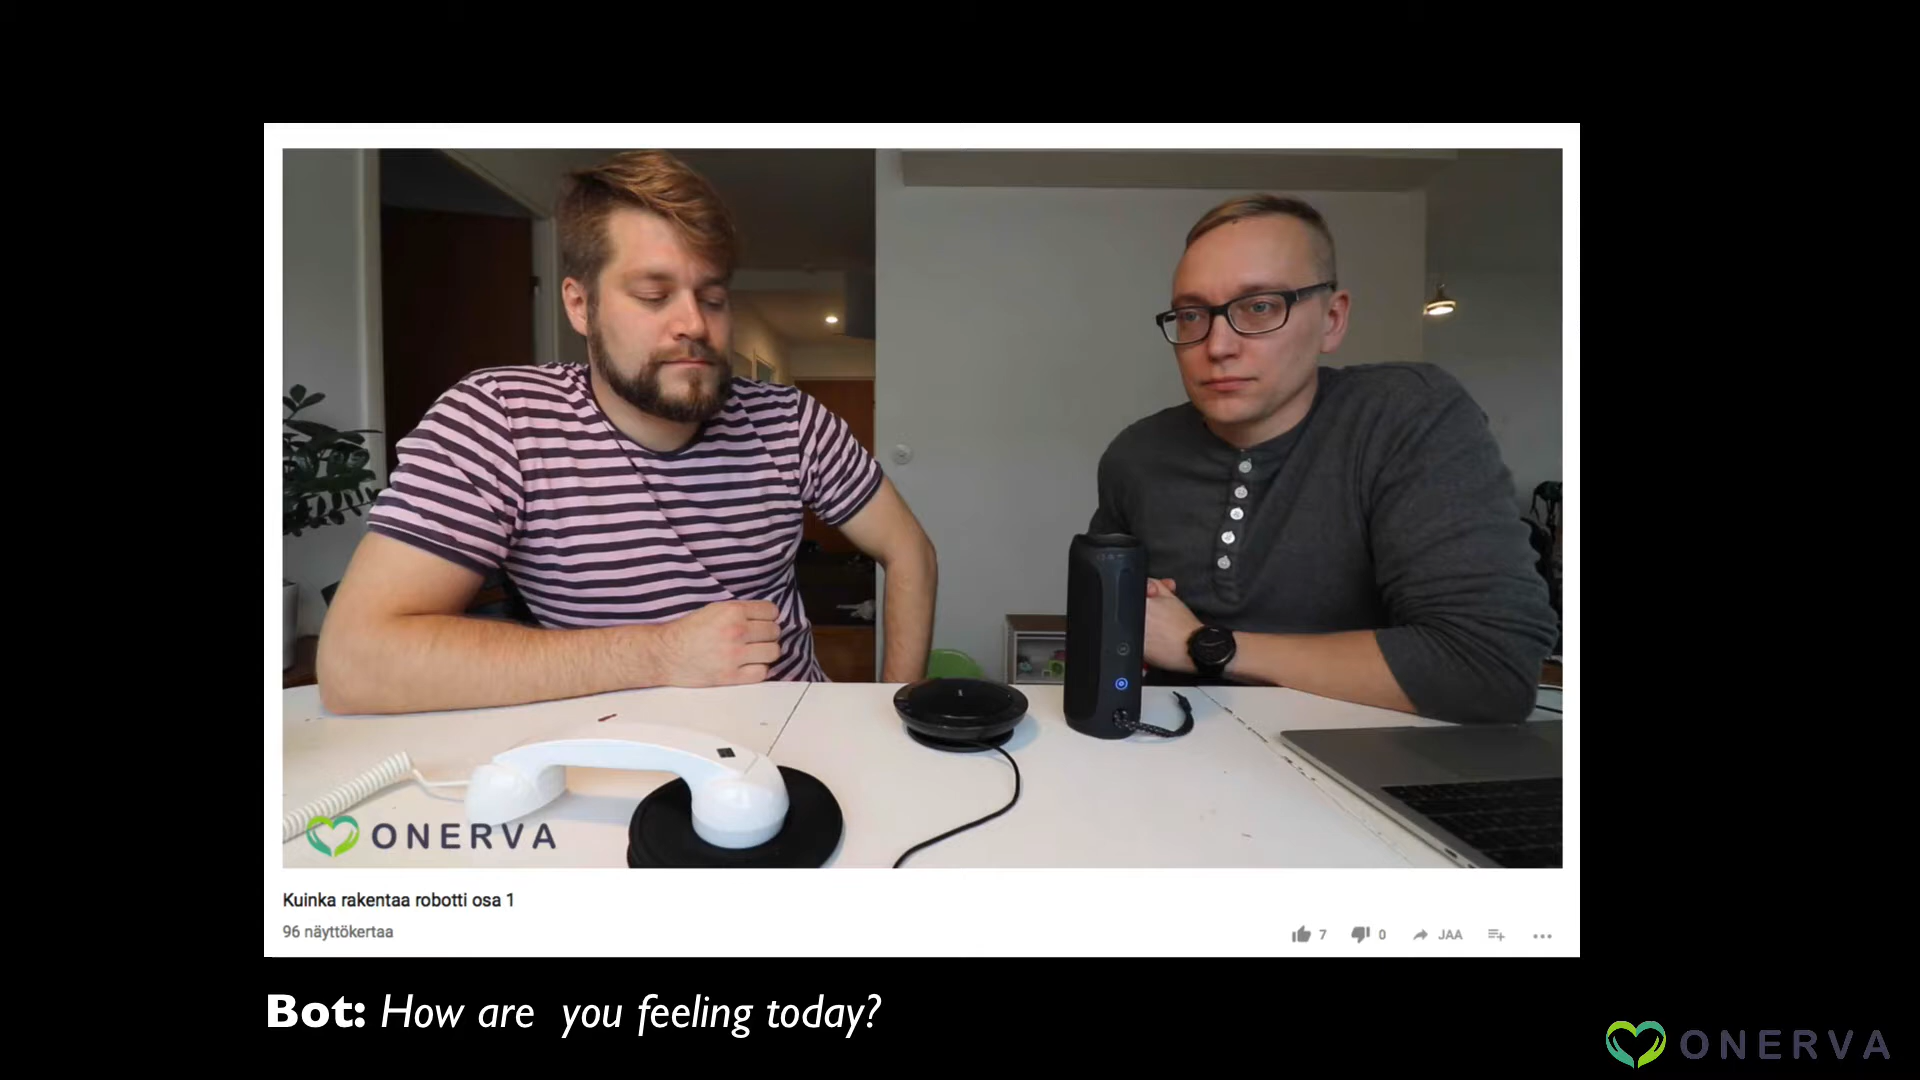 ONERVA
Kuinka rakentaa robotti osa 1
96 näyttökertaa
7 0 JAA
Bot: How are you feeling today?
ONERVA